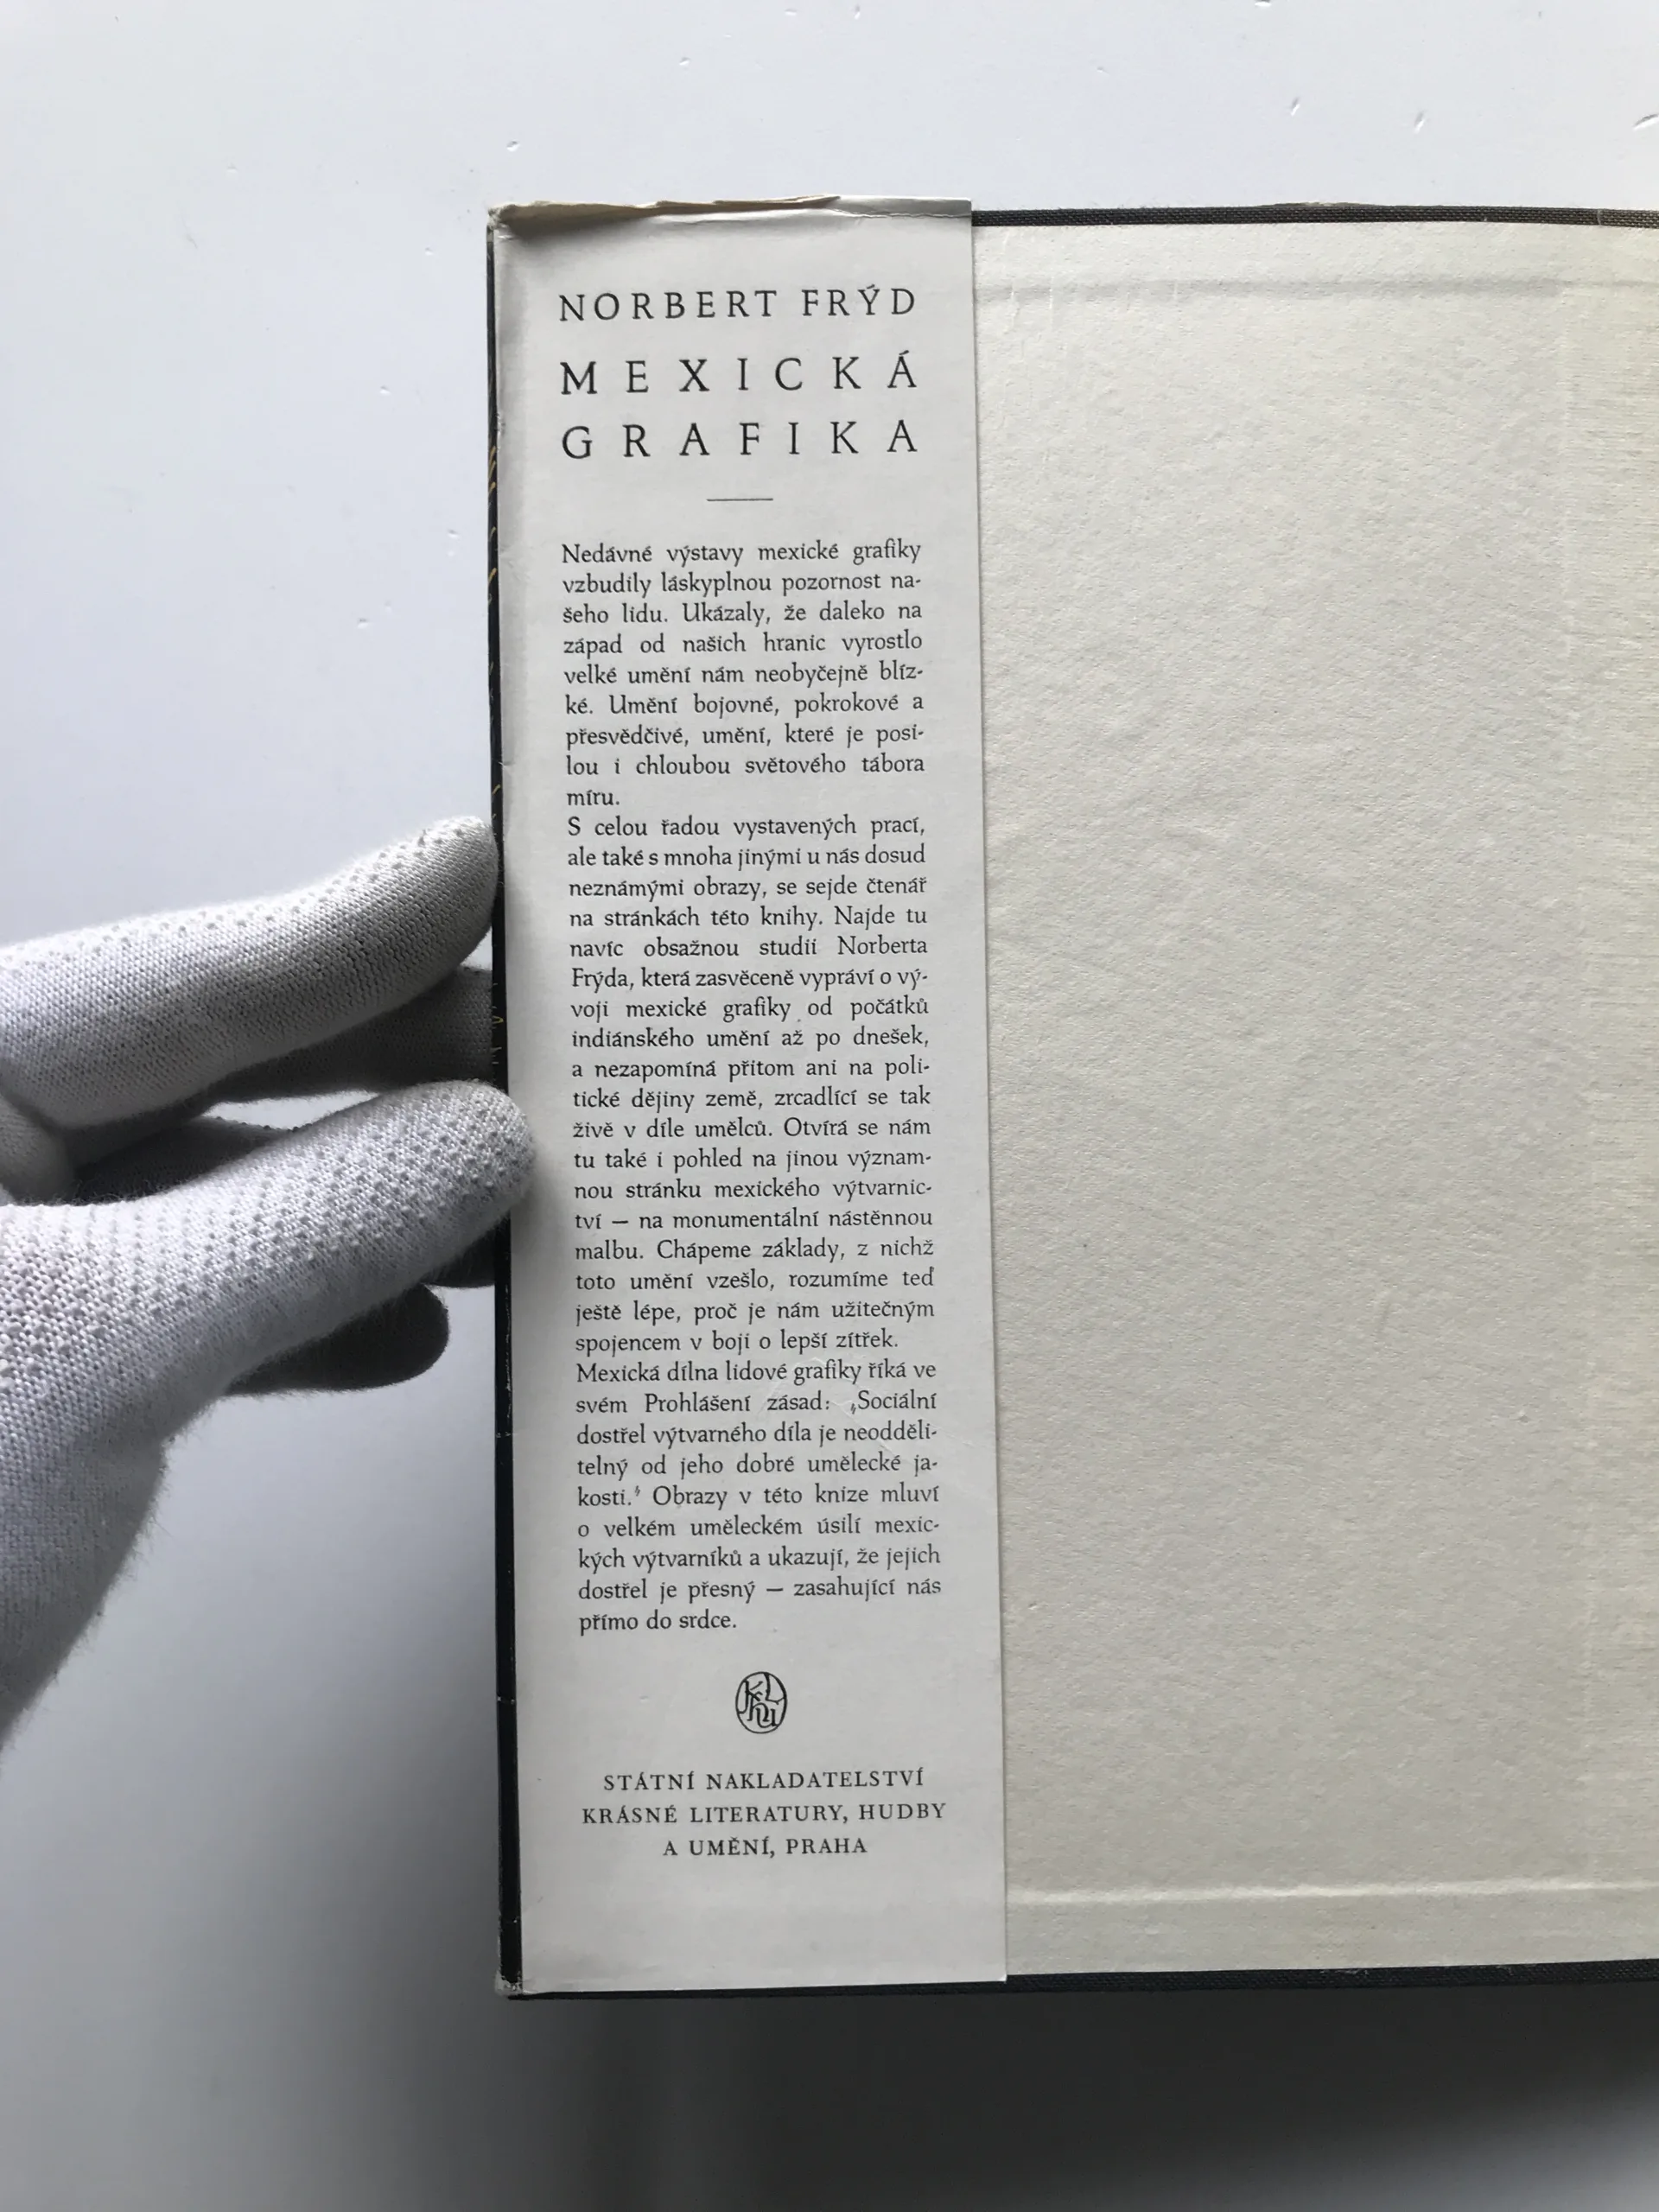 NORBERT FRÝD
MEXICKÁ
GRAFIKA
Nedávné výstavy mexické grafiky
vzbudily láskyplnou pozornost na-
šeho lidu. Ukázaly, že daleko na
západ od našich hranic vyrostlo
velké umění nám neobyčejně blíz-
ké. Umění bojovné, pokrokové a
přesvědčivé, umění, které je posi-
lou i chloubou světového tábora
míru.
S celou řadou vystavených prací,
ale také s mnoha jinými u nás dosud
neznámými obrazy, se sejde čtenář
na stránkách této knihy. Najde tu
navíc obsažnou studii Norberta
Frýda, která zasvěceně vypráví o vý-
voji mexické grafiky od počátků
indiánského umění až po dnešek,
a nezapomíná přitom ani na poli-
tické dějiny země, zrcadlící se tak
živě v díle umělců. Otvírá se nám
tu také i pohled na jinou význam-
nou stránku mexického výtvarnic-
tví — na monumentální nástěnnou
malbu. Chápeme základy, z nichž
toto umění vzešlo, rozumíme teď
ještě lépe, proč je nám užitečným
spojencem v boji o lepší zítřek.
Mexická dílna lidové grafiky říká ve
svém Prohlášení zásad: ‚Sociální
dostřel výtvarného díla je neodděli-
telný od jeho dobré umělecké ja-
kosti.‘ Obrazy v této knize mluví
o velkém uměleckém úsilí mexic-
kých výtvarníků a ukazují, že jejich
dostřel je přesný — zasahující nás
přímo do srdce.
STÁTNÍ NAKLADATELSTVÍ
KRÁSNÉ LITERATURY, HUDBY
A UMĚNÍ, PRAHA